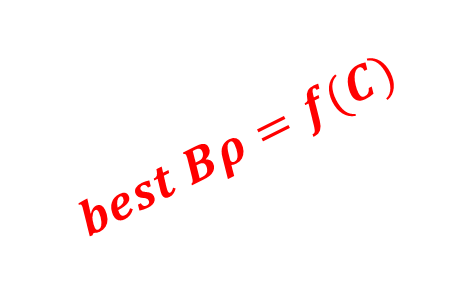 best Bρ = f(C)